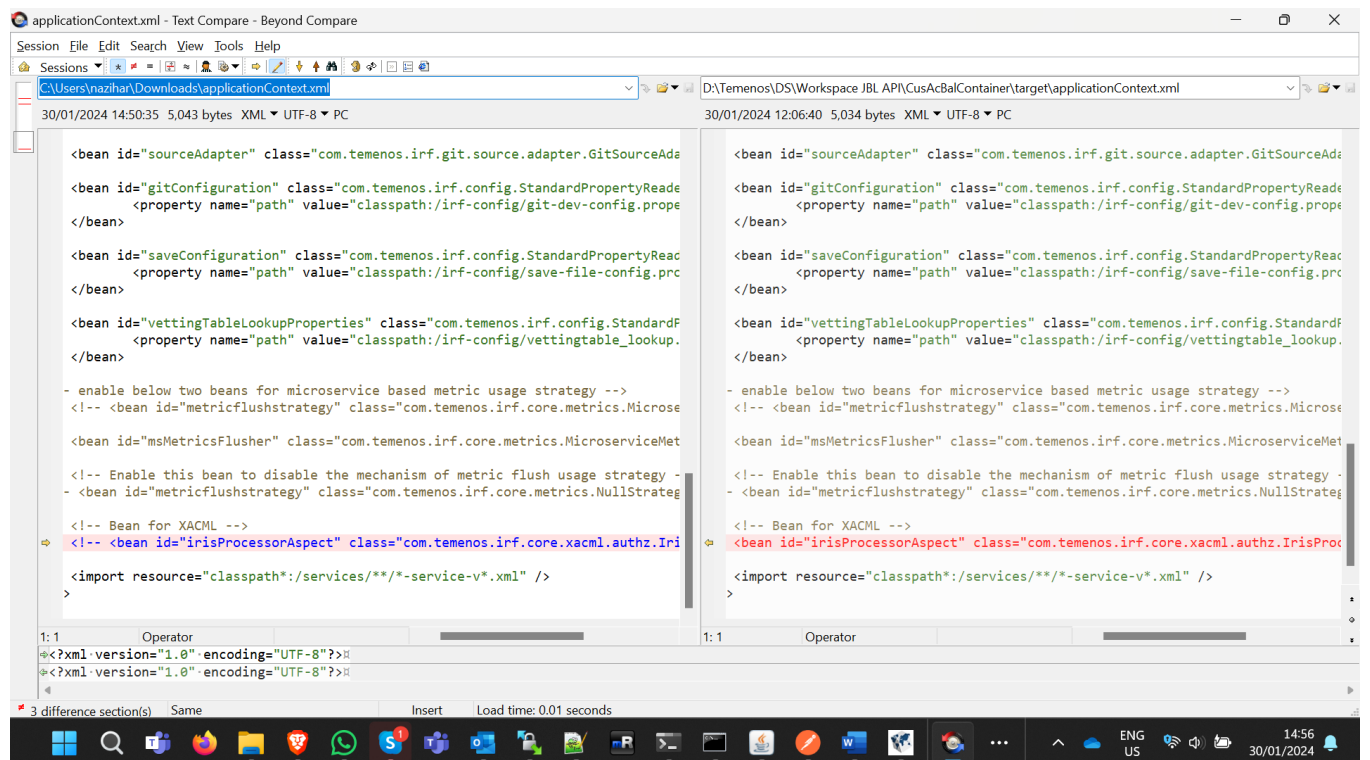 applicationContext.xml - Text Compare - Beyond Compare
Session File Edit Search View Tools Help
Sessions
C:\Users\nazihar\Downloads\applicationContext.xml
30/01/2024 14:50:35 5,043 bytes XML UTF-8 PC
<bean id="sourceAdapter" class="com.temenos.irf.git.source.adapter.GitSourceAda
<bean id="gitConfiguration" class="com.temenos.irf.config.StandardPropertyReade
<property name="path" value="classpath:/irf-config/git-dev-config.prope
</bean>
<bean id="saveConfiguration" class="com.temenos.irf.config.StandardPropertyReac
<property name="path" value="classpath:/irf-config/save-file-config.prc
</bean>
<bean id="vettingTableLookupProperties" class="com.temenos.irf.config.StandardF
<property name="path" value="classpath:/irf-config/vettingtable_lookup.
</bean>
- enable below two beans for microservice based metric usage strategy -->
<!-- <bean id="metricflushstrategy" class="com.temenos.irf.core.metrics.Microse
<bean id="msMetricsFlusher" class="com.temenos.irf.core.metrics.MicroserviceMet
<!-- Enable this bean to disable the mechanism of metric flush usage strategy -
- <bean id="metricflushstrategy" class="com.temenos.irf.core.metrics.NullStrateg
<!-- Bean for XACML -->
<!-- <bean id="irisProcessorAspect" class="com.temenos.irf.core.xacml.authz.Iri
<import resource="classpath*:/services/**/*-service-v*.xml" />
>
1: 1 Operator
D:\Temenos\DS\Workspace JBL API\CusAcBalContainer\target\applicationContext.xml
30/01/2024 12:06:40 5,034 bytes XML UTF-8 PC
<bean id="sourceAdapter" class="com.temenos.irf.git.source.adapter.GitSourceAda
<bean id="gitConfiguration" class="com.temenos.irf.config.StandardPropertyReade
<property name="path" value="classpath:/irf-config/git-dev-config.prope
</bean>
<bean id="saveConfiguration" class="com.temenos.irf.config.StandardPropertyReac
<property name="path" value="classpath:/irf-config/save-file-config.prc
</bean>
<bean id="vettingTableLookupProperties" class="com.temenos.irf.config.StandardF
<property name="path" value="classpath:/irf-config/vettingtable_lookup.
</bean>
- enable below two beans for microservice based metric usage strategy -->
<!-- <bean id="metricflushstrategy" class="com.temenos.irf.core.metrics.Microse
<bean id="msMetricsFlusher" class="com.temenos.irf.core.metrics.MicroserviceMet
<!-- Enable this bean to disable the mechanism of metric flush usage strategy -
- <bean id="metricflushstrategy" class="com.temenos.irf.core.metrics.NullStrateg
<!-- Bean for XACML -->
<bean id="irisProcessorAspect" class="com.temenos.irf.core.xacml.authz.IrisProc
<import resource="classpath*:/services/**/*-service-v*.xml" />
>
1: 1 Operator
<?xml·version="1.0"·encoding="UTF-8"?>¤
<?xml·version="1.0"·encoding="UTF-8"?>¤
3 difference section(s) Same Insert Load time: 0.01 seconds
ENG
US
14:56
30/01/2024